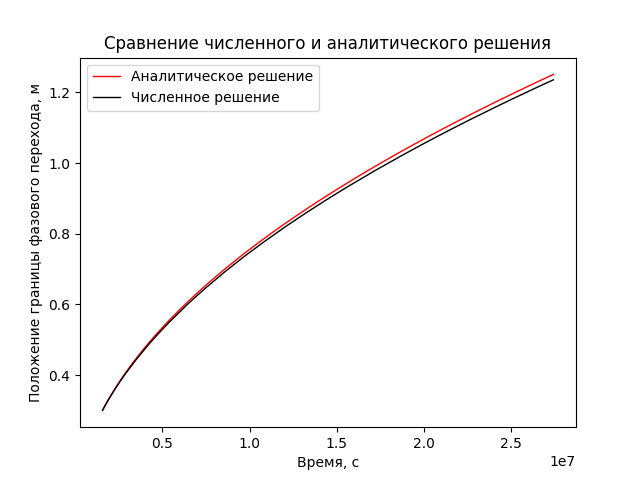 Сравнение численного и аналитического решения
Аналитическое решение
Численное решение
Положение границы фазового перехода, м
1.2
1.0
0.8
0.6
0.4
0.5
1.0
1.5
2.0
2.5
1e7
Время, с